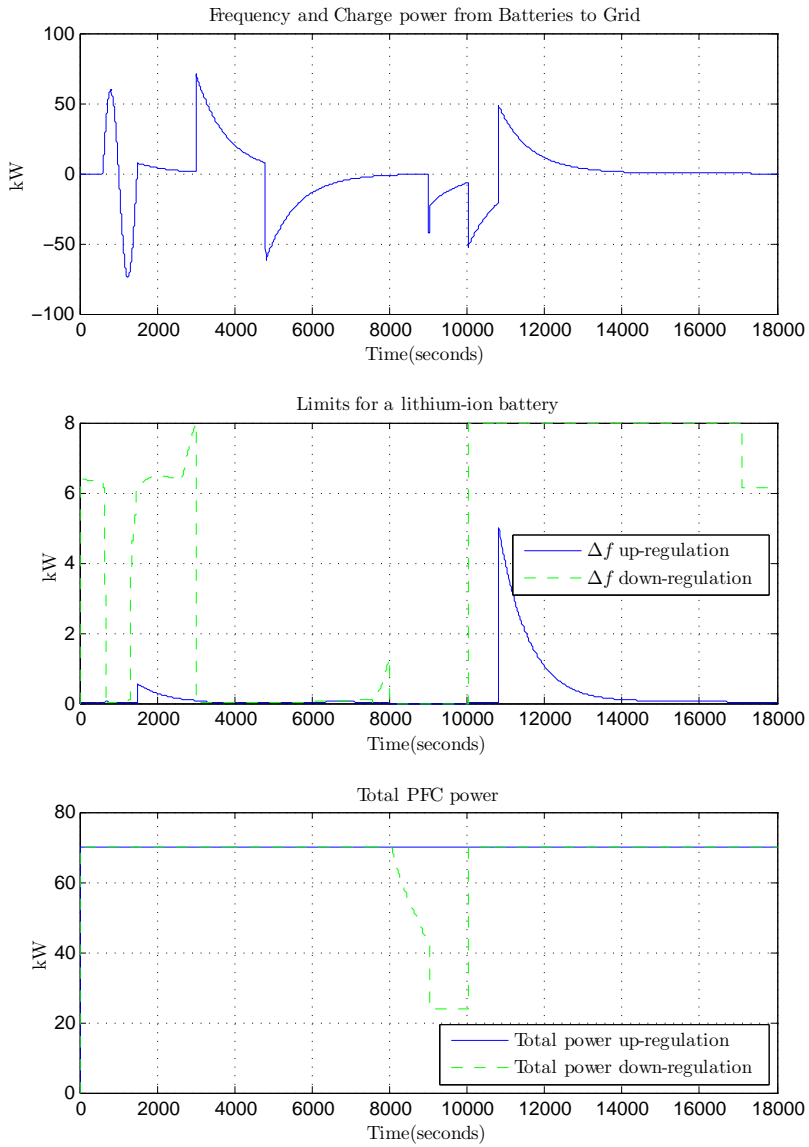 Frequency and Charge power from Batteries to Grid
100
50
0
−50
−100
kW
0 2000 4000 6000 8000 10000 12000 14000 16000 18000
Time(seconds)
Limits for a lithium-ion battery
8
6
4
2
0
kW
Δf up-regulation
Δf down-regulation
0 2000 4000 6000 8000 10000 12000 14000 16000 18000
Time(seconds)
Total PFC power
80
60
40
20
0
kW
Total power up-regulation
Total power down-regulation
0 2000 4000 6000 8000 10000 12000 14000 16000 18000
Time(seconds)